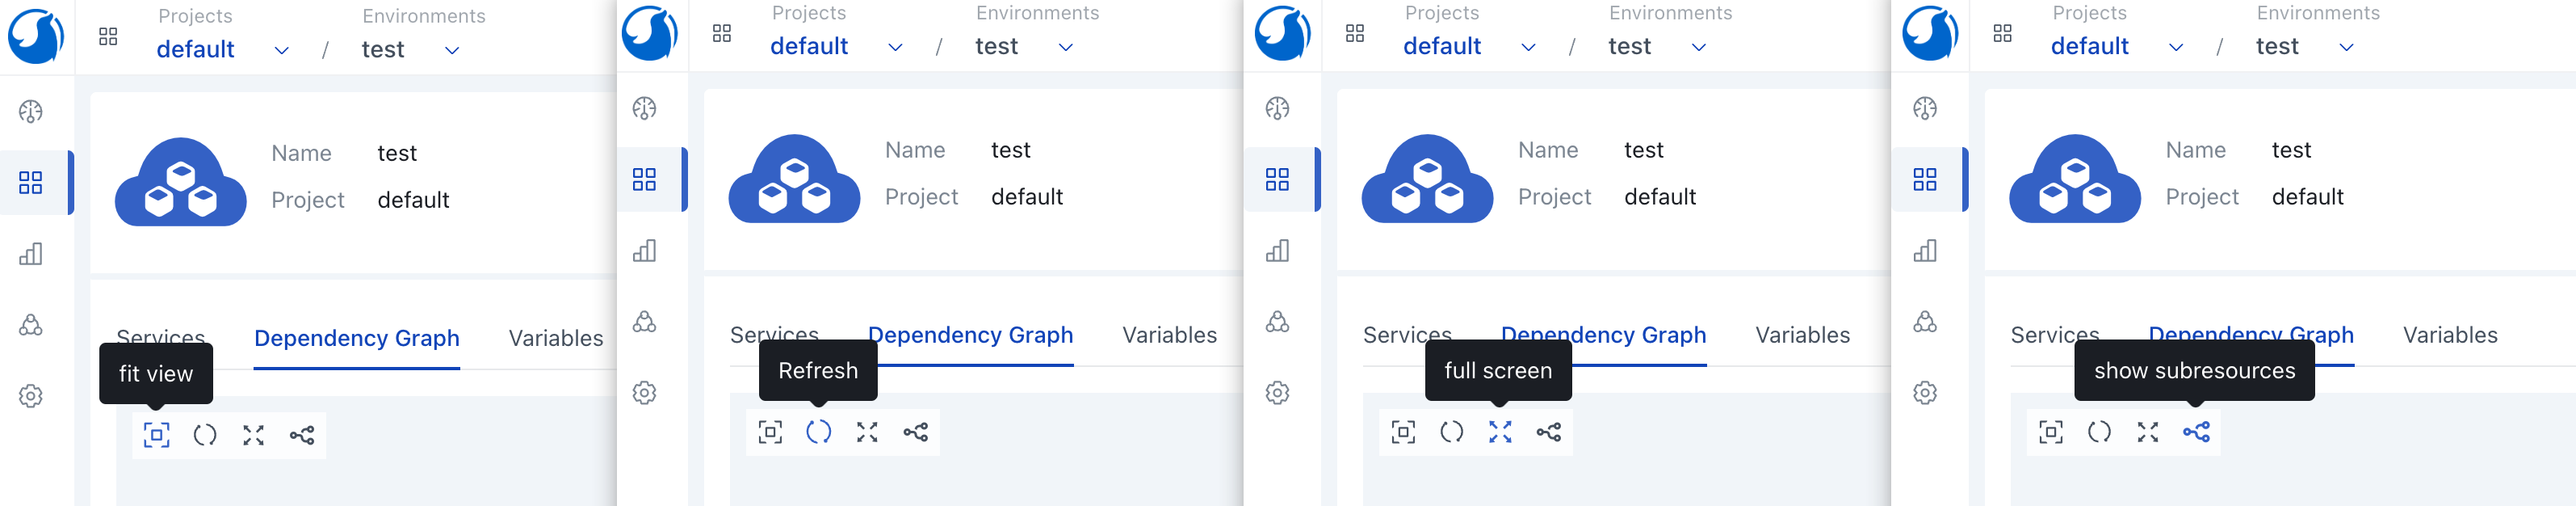 Projects
Environments
default / test
Name test
Project default
Services Dependency Graph Variables
fit view
Projects
Environments
default / test
Name test
Project default
Services Dependency Graph Variables
Refresh
Projects
Environments
default / test
Name test
Project default
Services Dependency Graph Variables
full screen
Projects
Environments
default / test
Name test
Project default
Services Dependency Graph Variables
show subresources